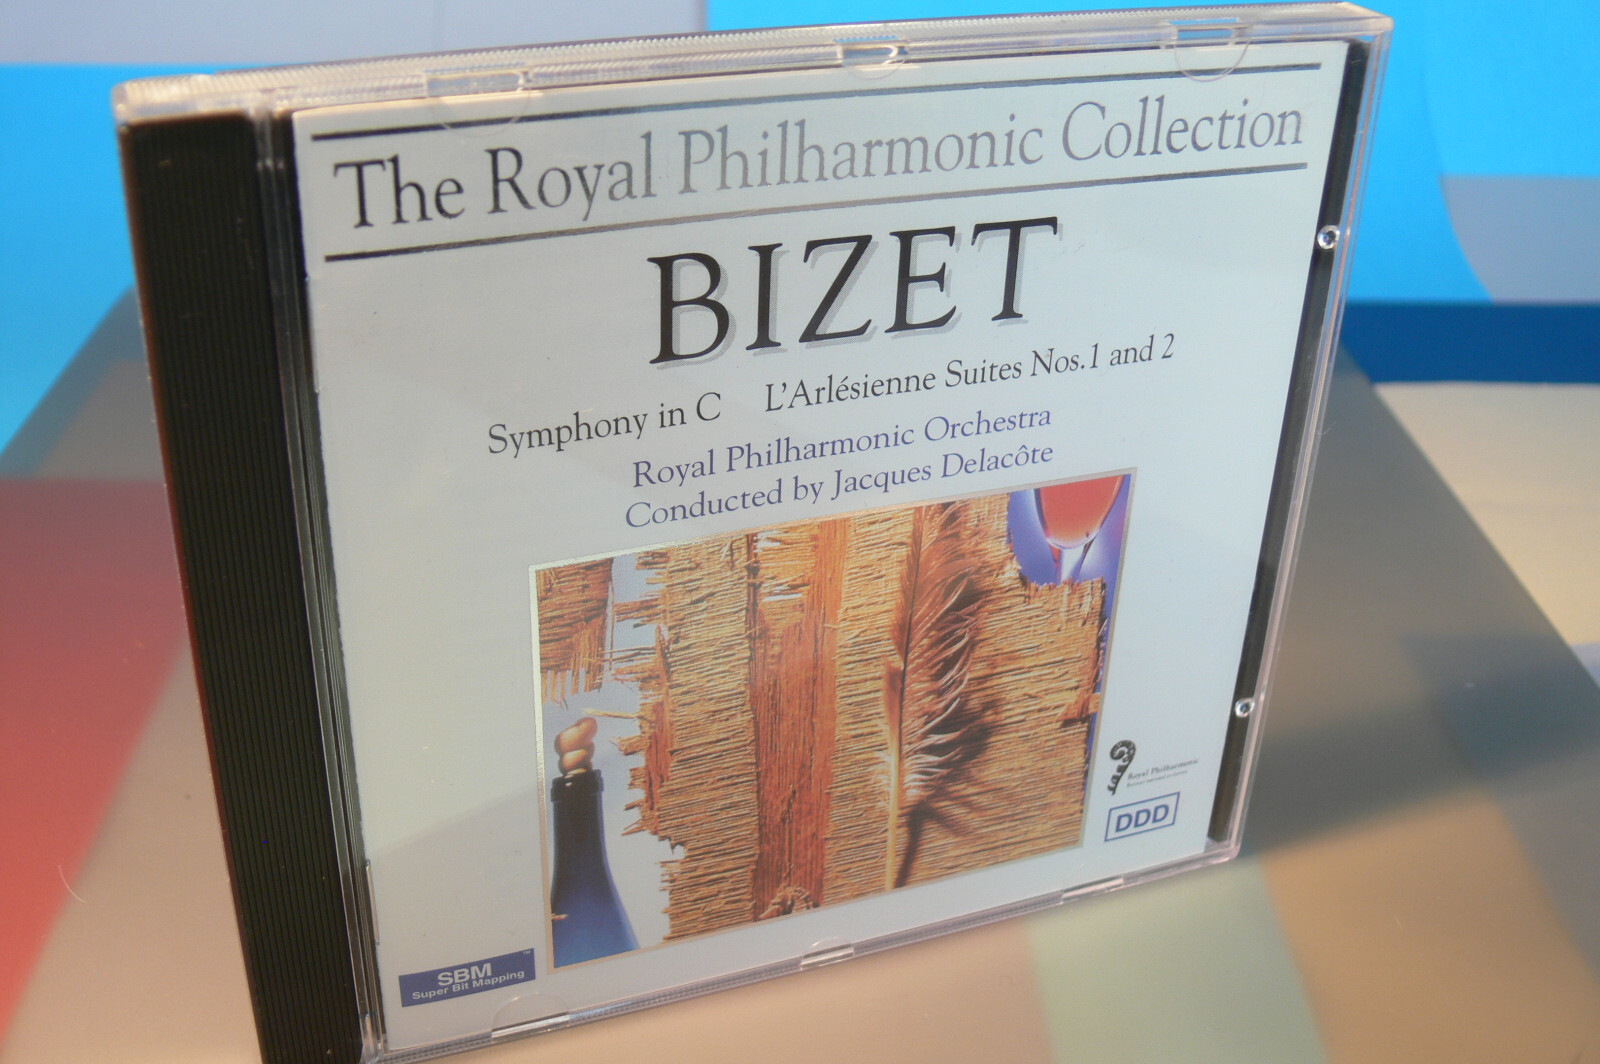 The Royal Philharmonic Collection
BIZET
Symphony in C L'Arlésienne Suites Nos.1 and 2
Royal Philharmonic Orchestra
Conducted by Jacques Delacôte
Royal Philharmonic
DDD
SBM™
Super Bit Mapping